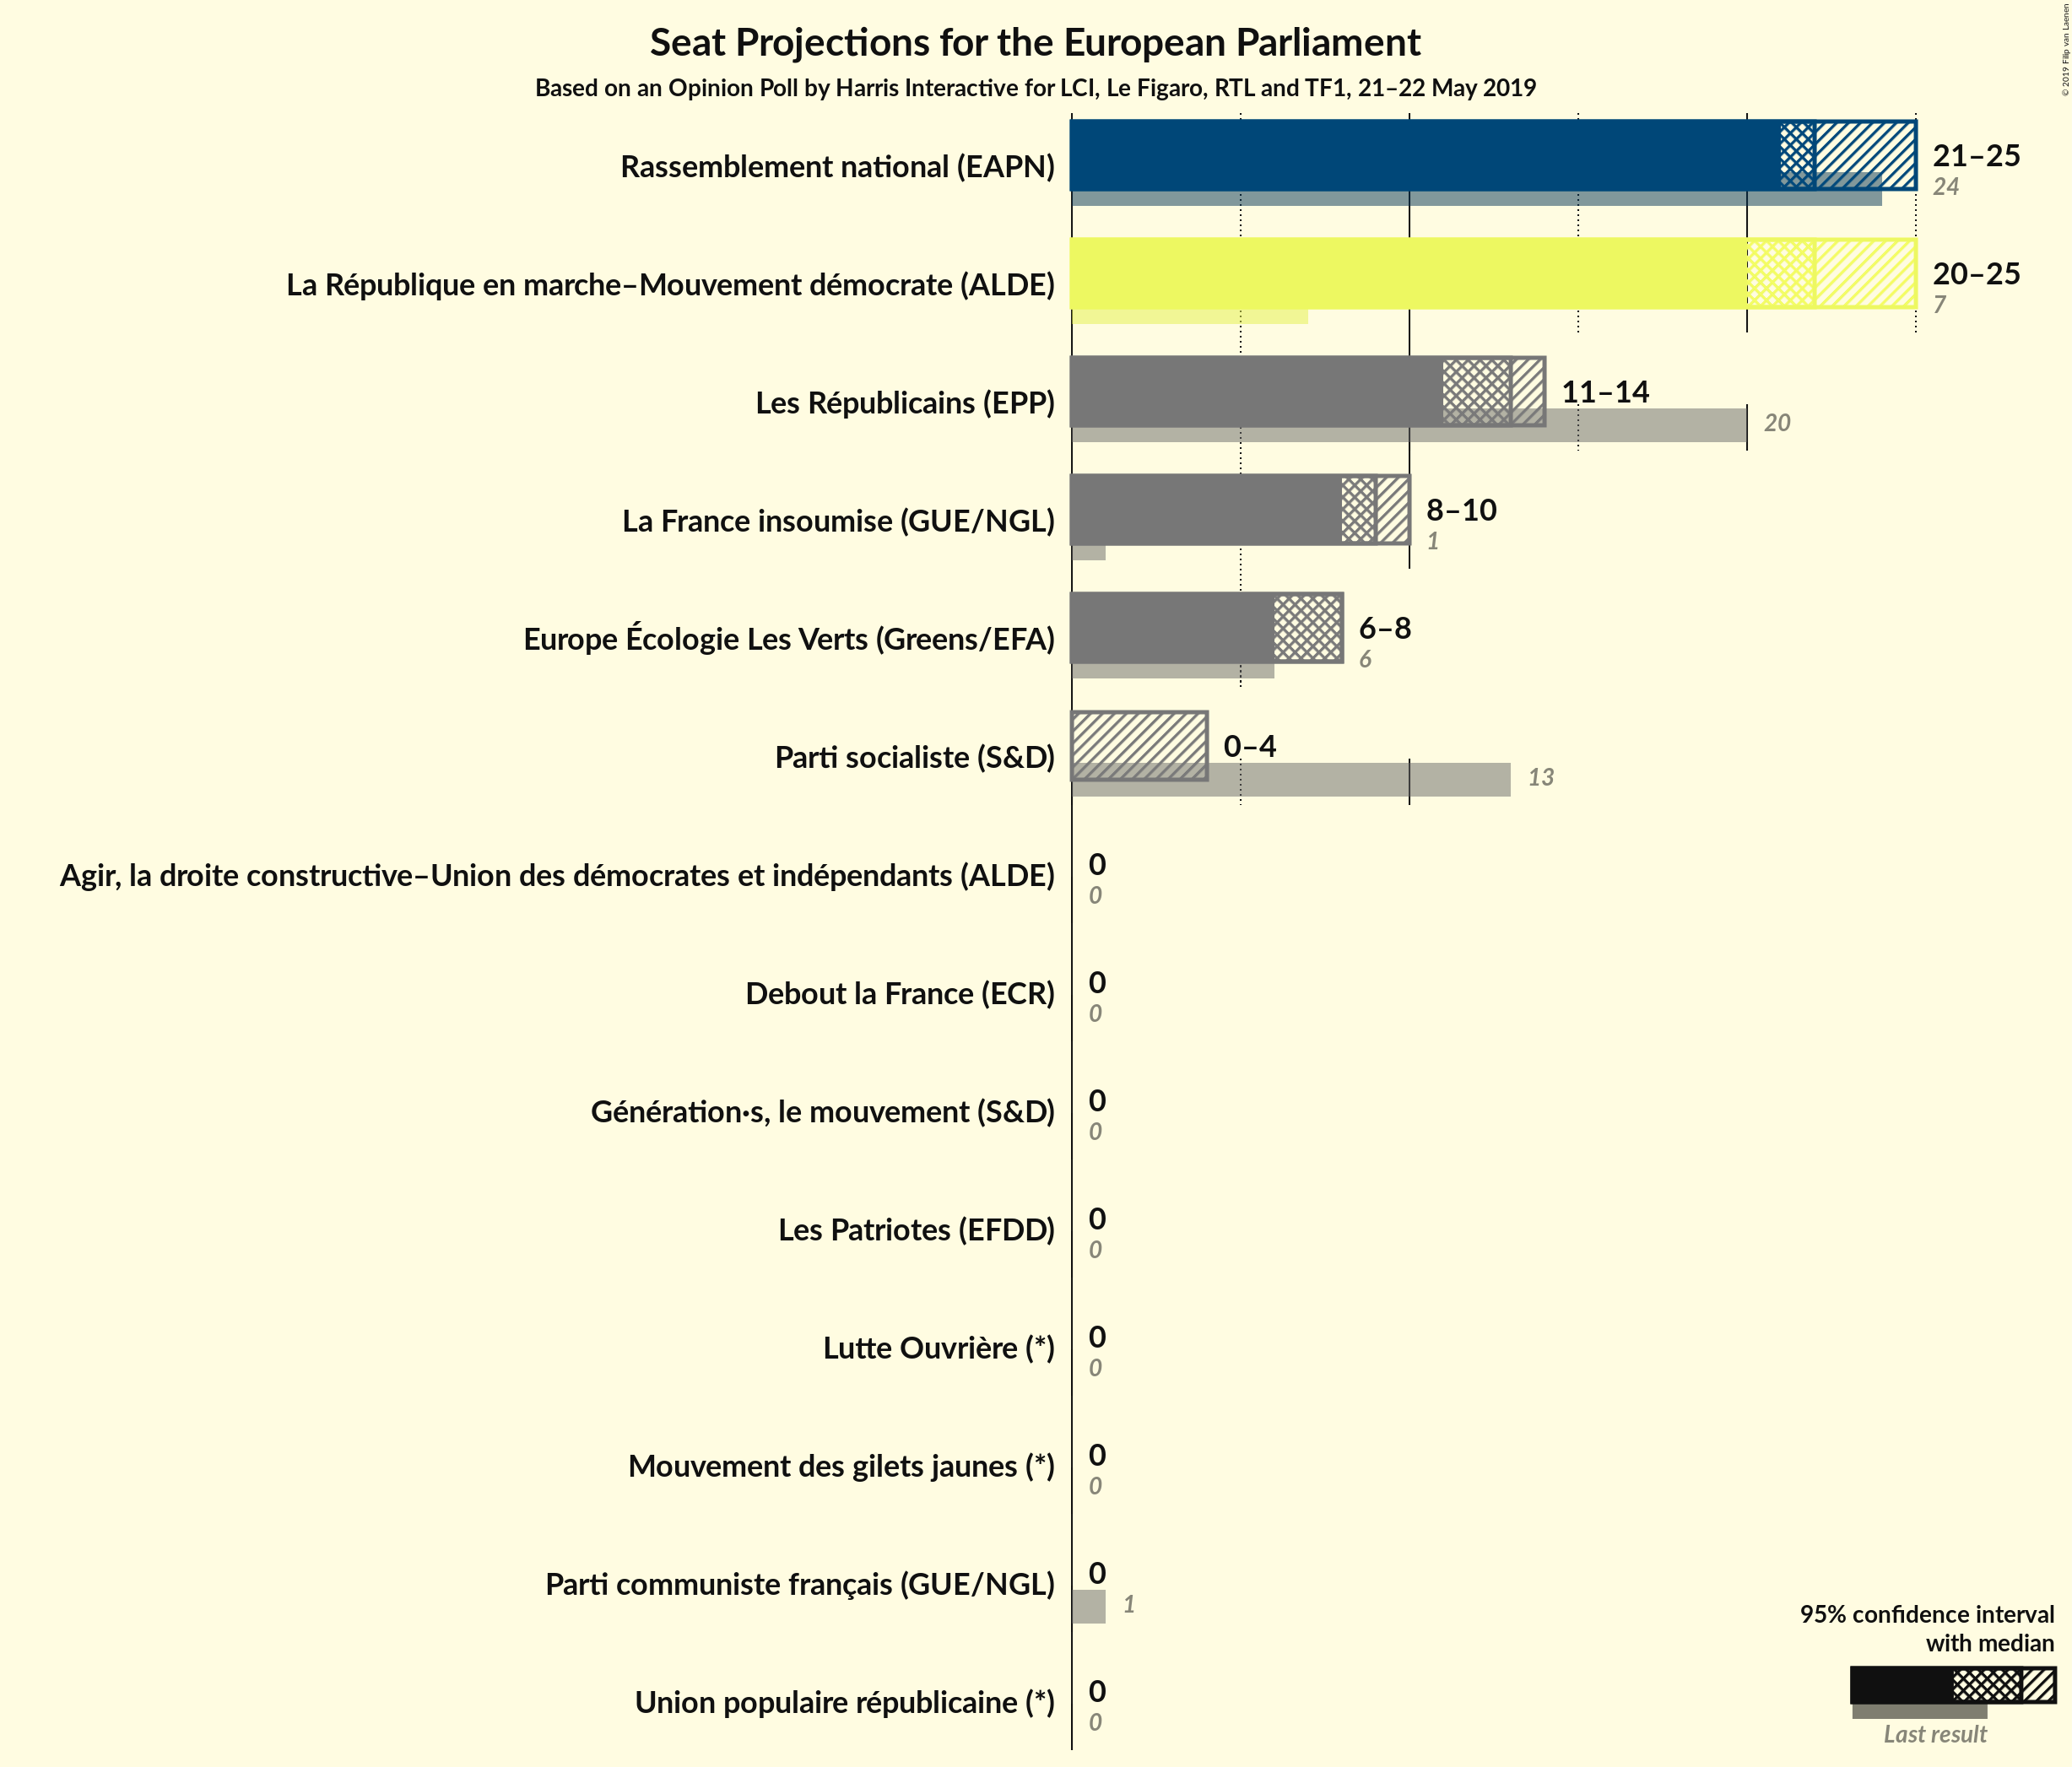 Seat Projections for the European Parliament
Based on an Opinion Poll by Harris Interactive for LCI, Le Figaro, RTL and TF1, 21–22 May 2019
© 2019 Filip van Laenen
Rassemblement national (EAPN)
21–25
24
La République en marche–Mouvement démocrate (ALDE)
20–25
7
Les Républicains (EPP)
11–14
20
La France insoumise (GUE/NGL)
8–10
1
Europe Écologie Les Verts (Greens/EFA)
6–8
6
Parti socialiste (S&D)
0–4
13
Agir, la droite constructive–Union des démocrates et indépendants (ALDE)
0
0
Debout la France (ECR)
0
0
Génération·s, le mouvement (S&D)
0
0
Les Patriotes (EFDD)
0
0
Lutte Ouvrière (*)
0
0
Mouvement des gilets jaunes (*)
0
0
Parti communiste français (GUE/NGL)
0
1
Union populaire républicaine (*)
0
0
95% confidence interval
with median
Last result